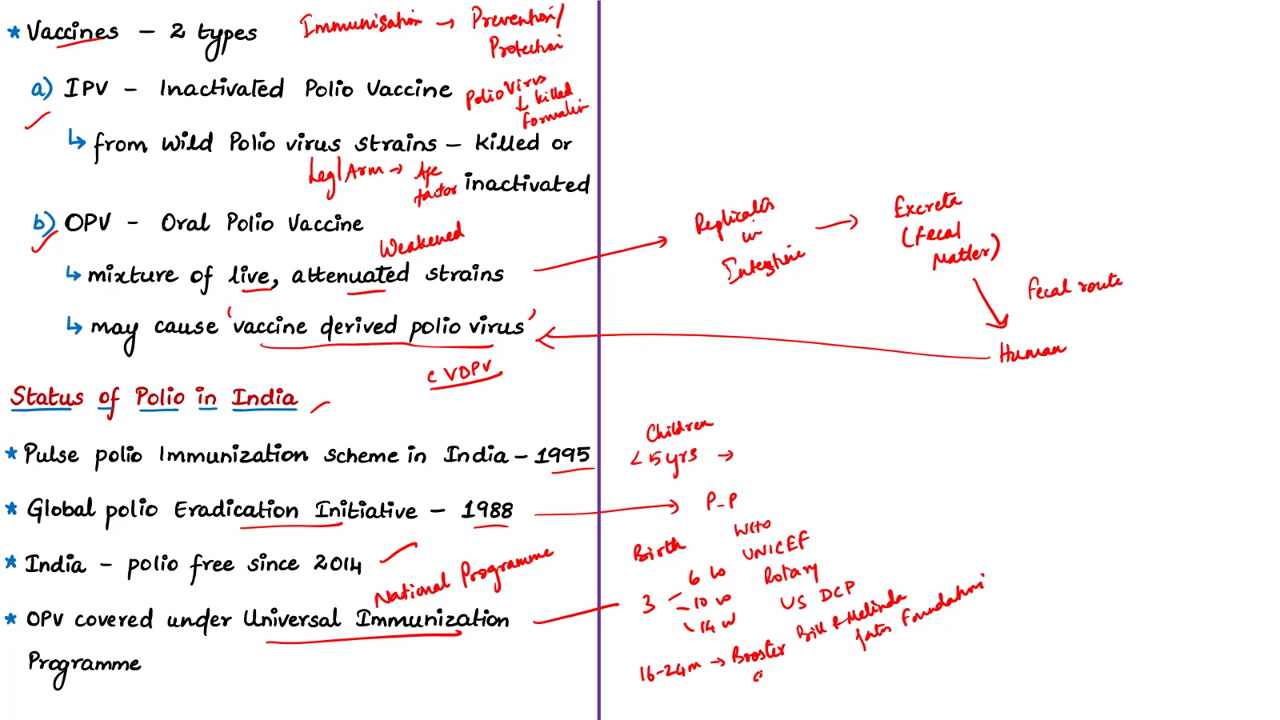 * Vaccines - 2 types
Immunisation → Prevention/
Protection
a) IPV - Inactivated Polio Vaccine
Polio Virus
↓ killed
Formalin
↳ from Wild Polio virus strains - killed or
inactivated
Leg/Arm → Age
factor
b) OPV - Oral Polio Vaccine
Weakened
↳ mixture of live, attenuated strains
↳ may cause 'vaccine derived polio virus'
c VDPV
Replicates
in
Intestine
→ Excreta
(Fecal
Matter)
Fecal route
Human
Status of Polio in India
* Pulse polio Immunization scheme in India - 1995
Children
< 5 yrs →
* Global polio Eradication Initiative - 1988
P-P
WHO
UNICEF
Rotary
US DCP
Bill & Melinda
Foundation
* India - polio free since 2014
National Programme
* OPV covered under Universal Immunization
Programme
Birth
3 - 6 w
- 10 w
- 14 w
16-24m → Booster